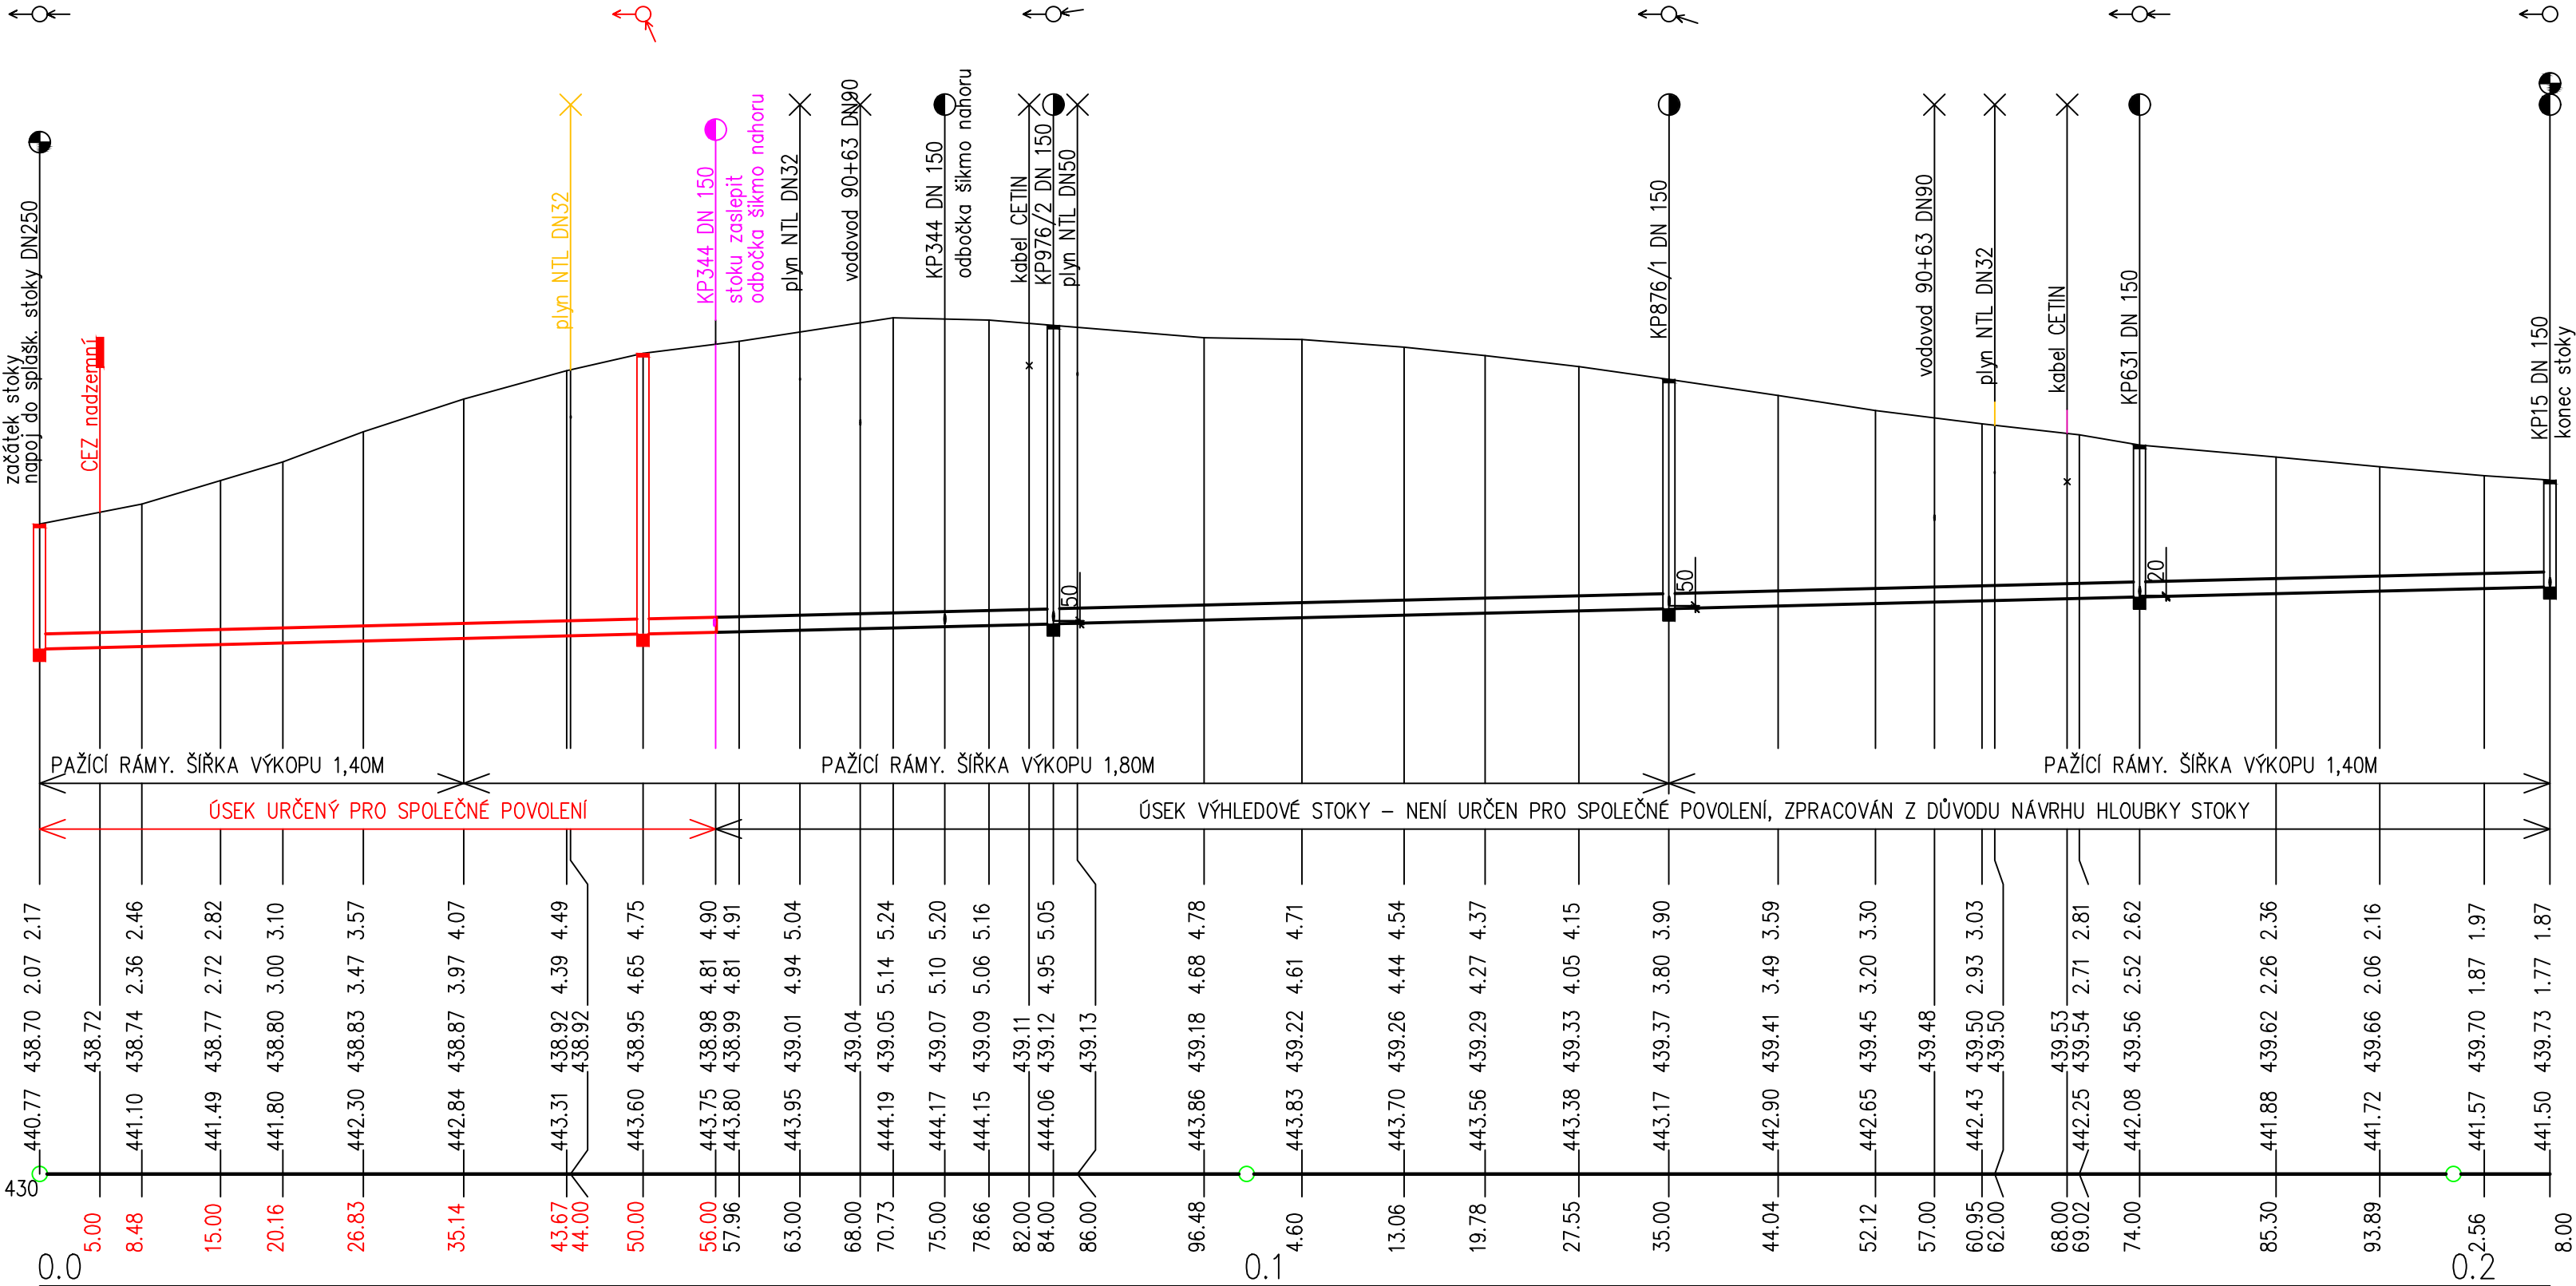 začátek stoky
napoj do splašk. stoky DN250
CEZ nadzemní
plyn NTL DN32
KP344 DN 150
stoku zaslepit
odbočka šikmo nahoru
plyn NTL DN32
vodovod 90+63 DN90
KP344 DN 150
odbočka šikmo nahoru
kabel CETIN
KP976/2 DN 150
plyn NTL DN50
KP876/1 DN 150
vodovod 90+63 DN90
plyn NTL DN32
kabel CETIN
KP631 DN 150
KP15 DN 150
konec stoky
50
50
20
PAŽÍCÍ RÁMY. ŠÍŘKA VÝKOPU 1,40M
PAŽÍCÍ RÁMY. ŠÍŘKA VÝKOPU 1,80M
PAŽÍCÍ RÁMY. ŠÍŘKA VÝKOPU 1,40M
ÚSEK URČENÝ PRO SPOLEČNÉ POVOLENÍ
ÚSEK VÝHLEDOVÉ STOKY – NENÍ URČEN PRO SPOLEČNÉ POVOLENÍ, ZPRACOVÁN Z DŮVODU NÁVRHU HLOUBKY STOKY
2.17 2.46 2.82 3.10 3.57 4.07 4.49 4.75 4.90 4.91 5.04 5.24 5.20 5.16 5.05 4.78 4.71 4.54 4.37 4.15 3.90 3.59 3.30 3.03 2.81 2.62 2.36 2.16 1.97 1.87
2.07 2.36 2.72 3.00 3.47 3.97 4.39 4.65 4.81 4.81 4.94 5.14 5.10 5.06 4.95 4.68 4.61 4.44 4.27 4.05 3.80 3.49 3.20 2.93 2.71 2.52 2.26 2.06 1.87 1.77
438.70 438.72 438.74 438.77 438.80 438.83 438.87 438.92 438.92 438.95 438.98 438.99 439.01 439.04 439.05 439.07 439.09 439.11 439.12 439.13 439.18 439.22 439.26 439.29 439.33 439.37 439.41 439.45 439.48 439.50 439.50 439.53 439.54 439.56 439.62 439.66 439.70 439.73
440.77 441.10 441.49 441.80 442.30 442.84 443.31 443.60 443.75 443.80 443.95 444.19 444.17 444.15 444.06 443.86 443.83 443.70 443.56 443.38 443.17 442.90 442.65 442.43 442.25 442.08 441.88 441.72 441.57 441.50
430
5.00 8.48 15.00 20.16 26.83 35.14 43.67 44.00 50.00 56.00 57.96 63.00 68.00 70.73 75.00 78.66 82.00 84.00 86.00 96.48 4.60 13.06 19.78 27.55 35.00 44.04 52.12 57.00 60.95 62.00 68.00 69.02 74.00 85.30 93.89 2.56 8.00
0.0 0.1 0.2